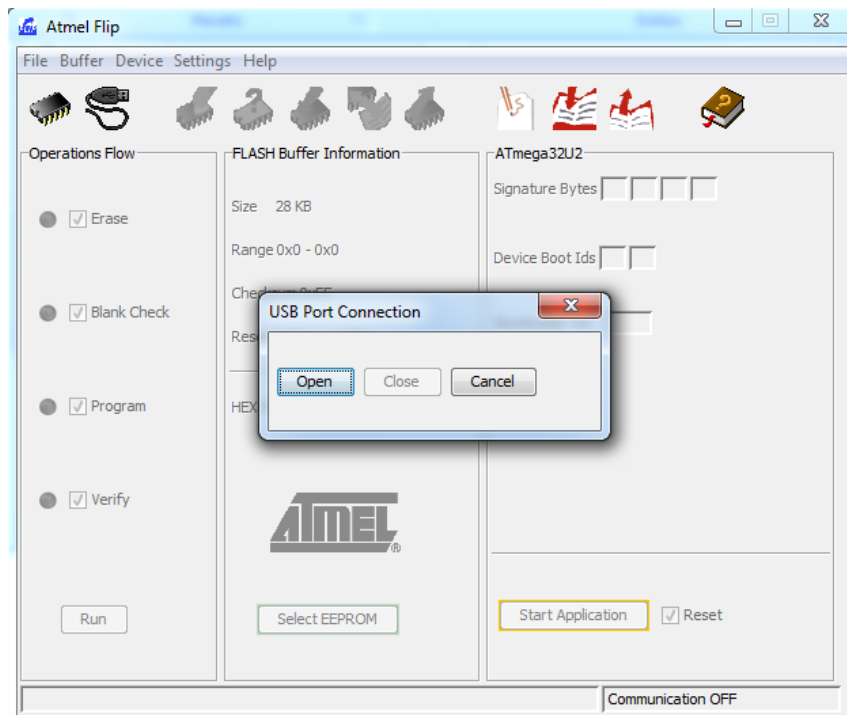 Atmel Flip
File Buffer Device Settings Help
Operations Flow
Erase
Blank Check
Program
Verify
Run
FLASH Buffer Information
Size 28 KB
Range 0x0 - 0x0
HEX
ATMEL
®
Select EEPROM
ATmega32U2
Signature Bytes
Device Boot Ids
Start Application
Reset
USB Port Connection
Open Close Cancel
Communication OFF